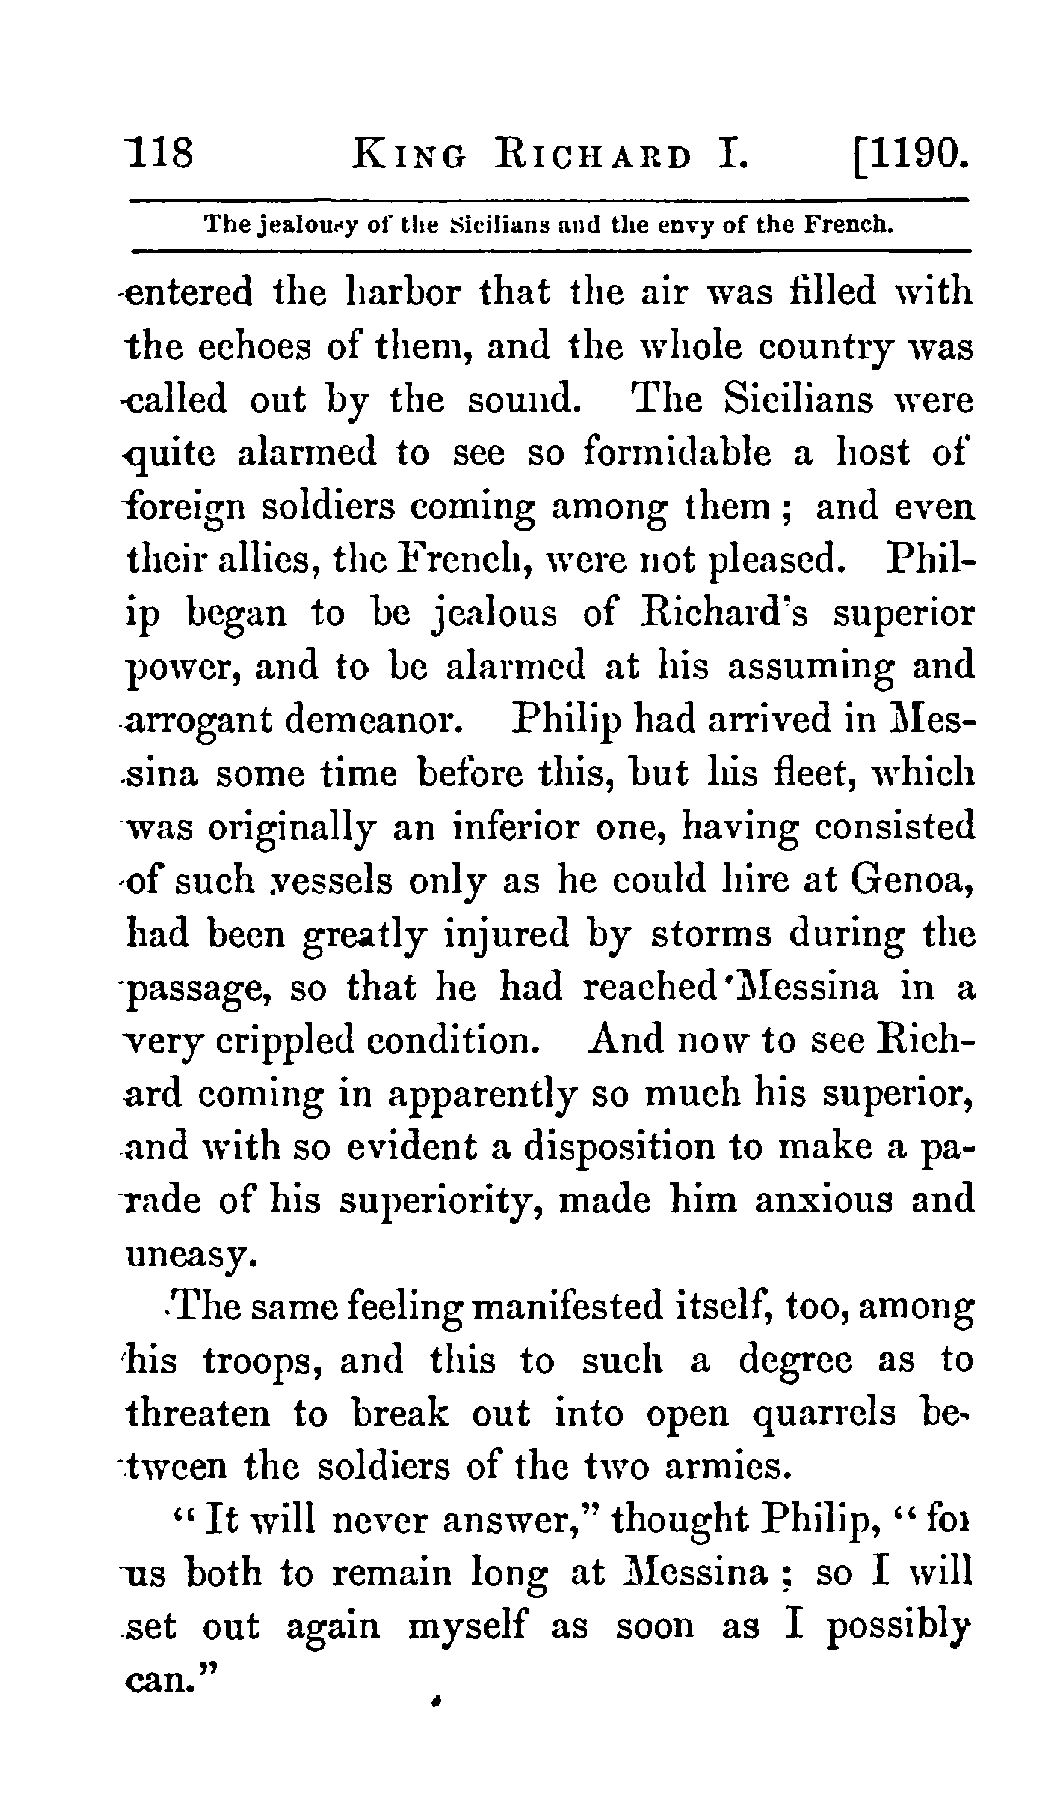 118 King Richard I. [1190.
The jealousy of the Sicilians and the envy of the French.
entered the harbor that the air was filled with
the echoes of them, and the whole country was
called out by the sound. The Sicilians were
quite alarmed to see so formidable a host of
foreign soldiers coming among them; and even
their allies, the French, were not pleased. Phil-
ip began to be jealous of Richard's superior
power, and to be alarmed at his assuming and
arrogant demeanor. Philip had arrived in Mes-
sina some time before this, but his fleet, which
was originally an inferior one, having consisted
of such vessels only as he could hire at Genoa,
had been greatly injured by storms during the
passage, so that he had reached Messina in a
very crippled condition. And now to see Rich-
ard coming in apparently so much his superior,
and with so evident a disposition to make a pa-
rade of his superiority, made him anxious and
uneasy.
The same feeling manifested itself, too, among
his troops, and this to such a degree as to
threaten to break out into open quarrels be-
tween the soldiers of the two armies.
"It will never answer," thought Philip, "for
us both to remain long at Messina; so I will
set out again myself as soon as I possibly
can."